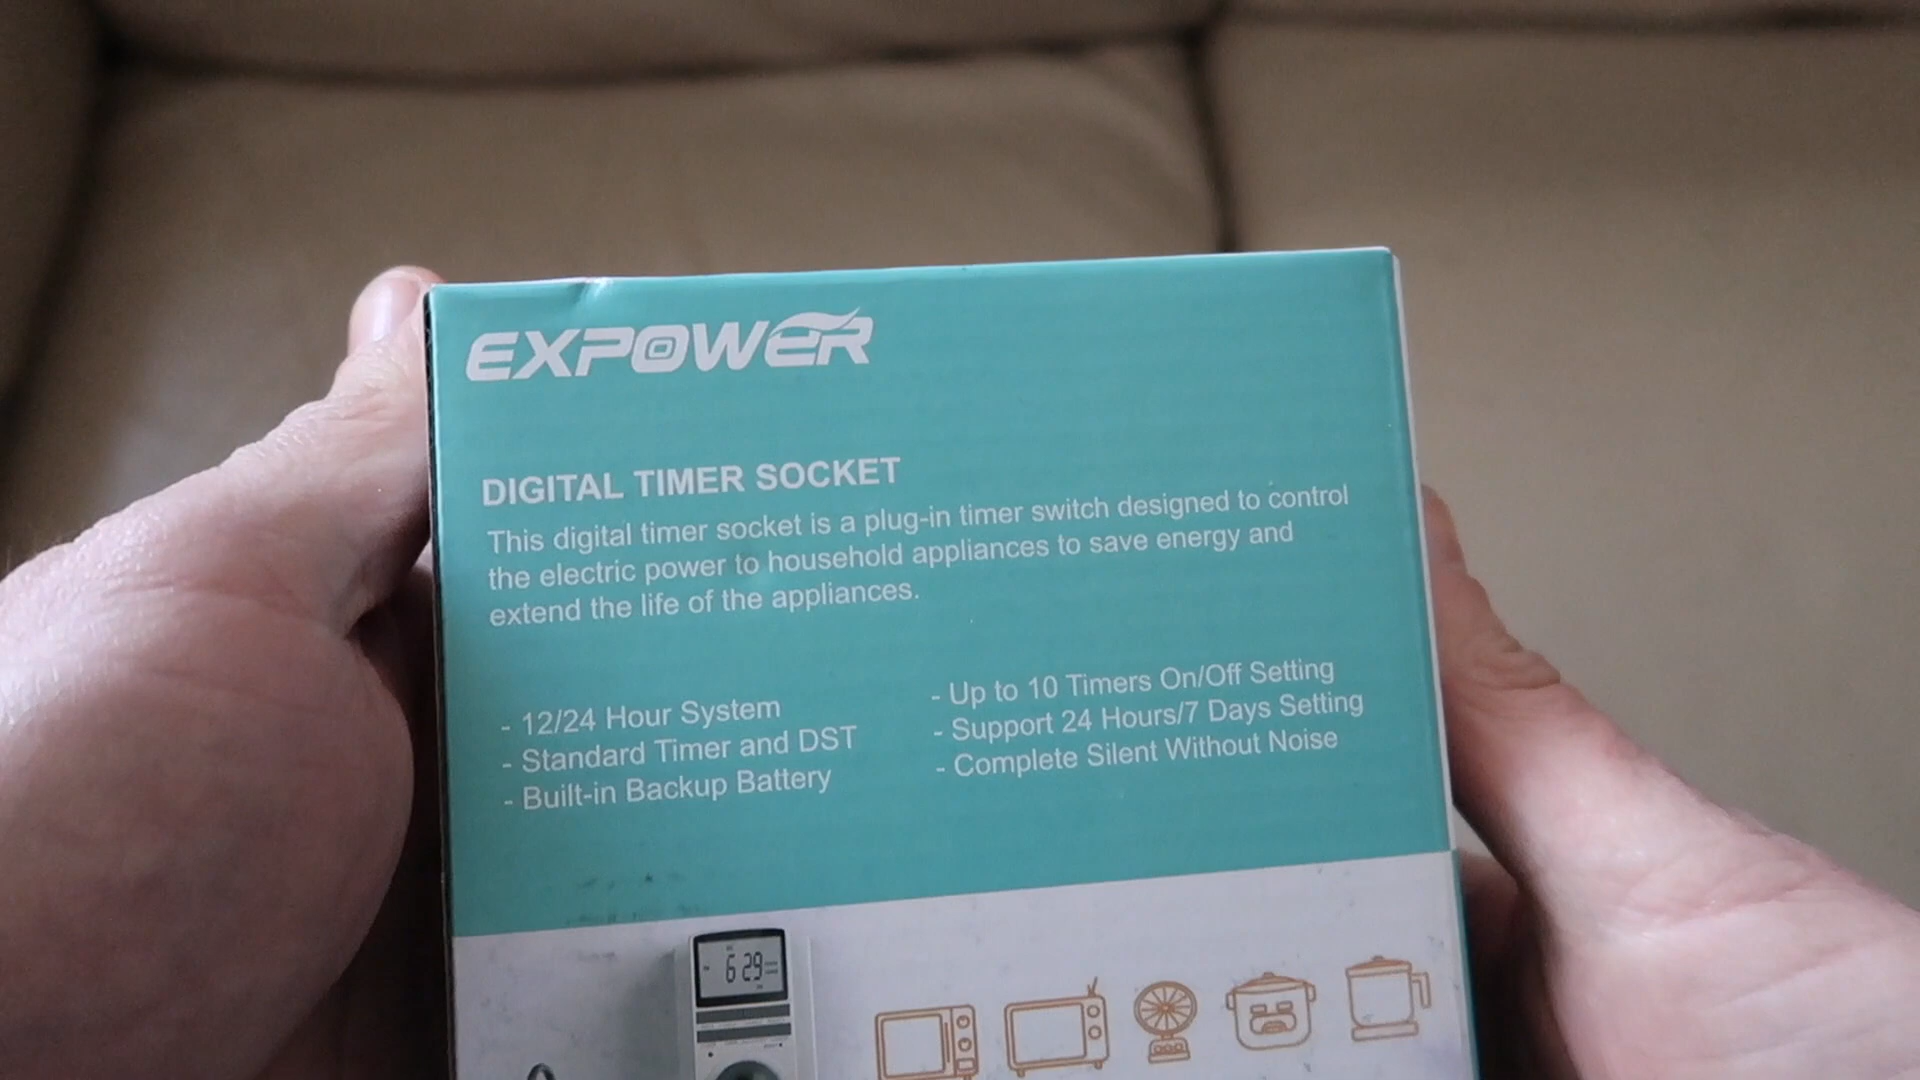 EXPOWER
DIGITAL TIMER SOCKET
This digital timer socket is a plug-in timer switch designed to control
the electric power to household appliances to save energy and
extend the life of the appliances.
- 12/24 Hour System
- Standard Timer and DST
- Built-in Backup Battery
- Up to 10 Timers On/Off Setting
- Support 24 Hours/7 Days Setting
- Complete Silent Without Noise
6 29